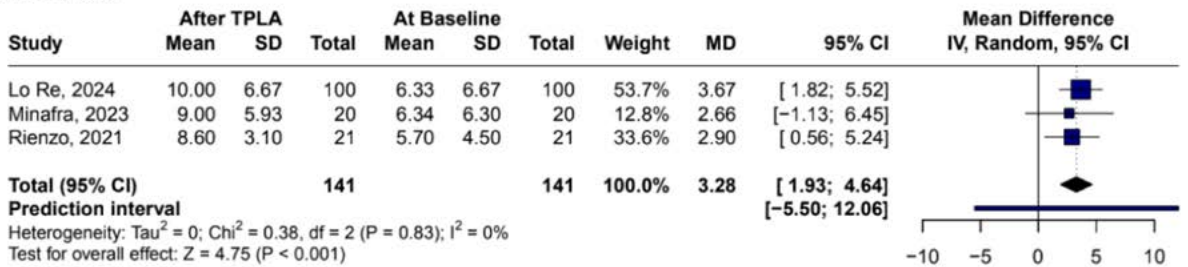 After TPLA At Baseline Mean Difference
Study Mean SD Total Mean SD Total Weight MD 95% CI IV, Random, 95% CI
Lo Re, 2024 10.00 6.67 100 6.33 6.67 100 53.7% 3.67 [ 1.82; 5.52]
Minafra, 2023 9.00 5.93 20 6.34 6.30 20 12.8% 2.66 [−1.13; 6.45]
Rienzo, 2021 8.60 3.10 21 5.70 4.50 21 33.6% 2.90 [ 0.56; 5.24]
Total (95% CI) 141 141 100.0% 3.28 [ 1.93; 4.64]
Prediction interval [−5.50; 12.06]
Heterogeneity: Tau² = 0; Chi² = 0.38, df = 2 (P = 0.83); I² = 0%
Test for overall effect: Z = 4.75 (P < 0.001)
−10 −5 0 5 10